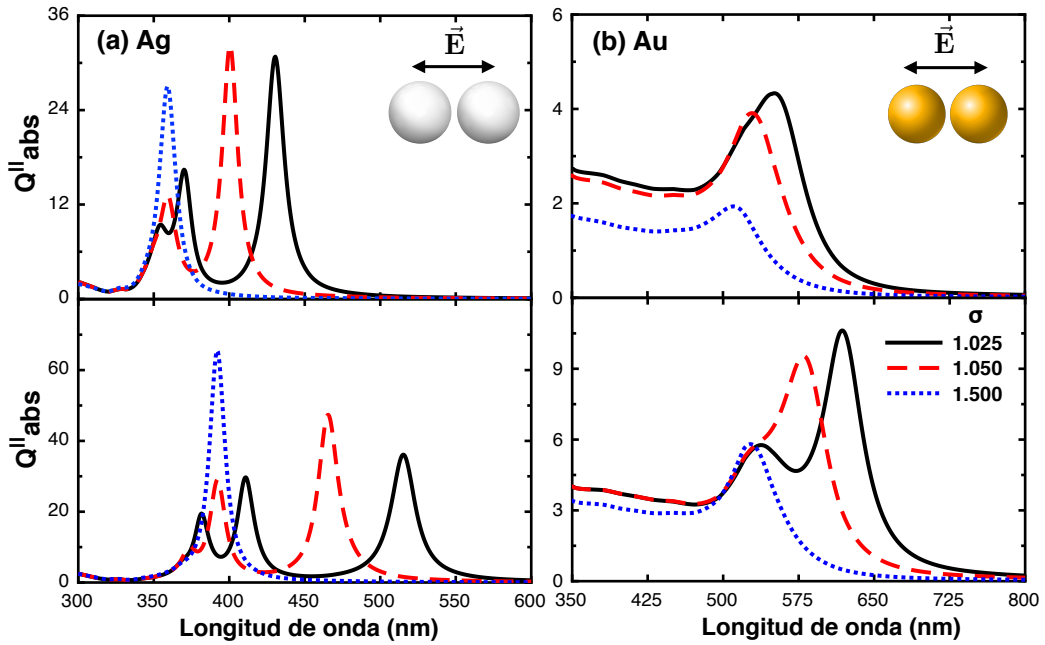 (a) Ag
E⃗
Q||abs
36
24
12
0
Q||abs
60
40
20
0
300 350 400 450 500 550 600
Longitud de onda (nm)
(b) Au
E⃗
6
4
2
0
σ
1.025
1.050
1.500
9
6
3
0
350 425 500 575 650 725 800
Longitud de onda (nm)